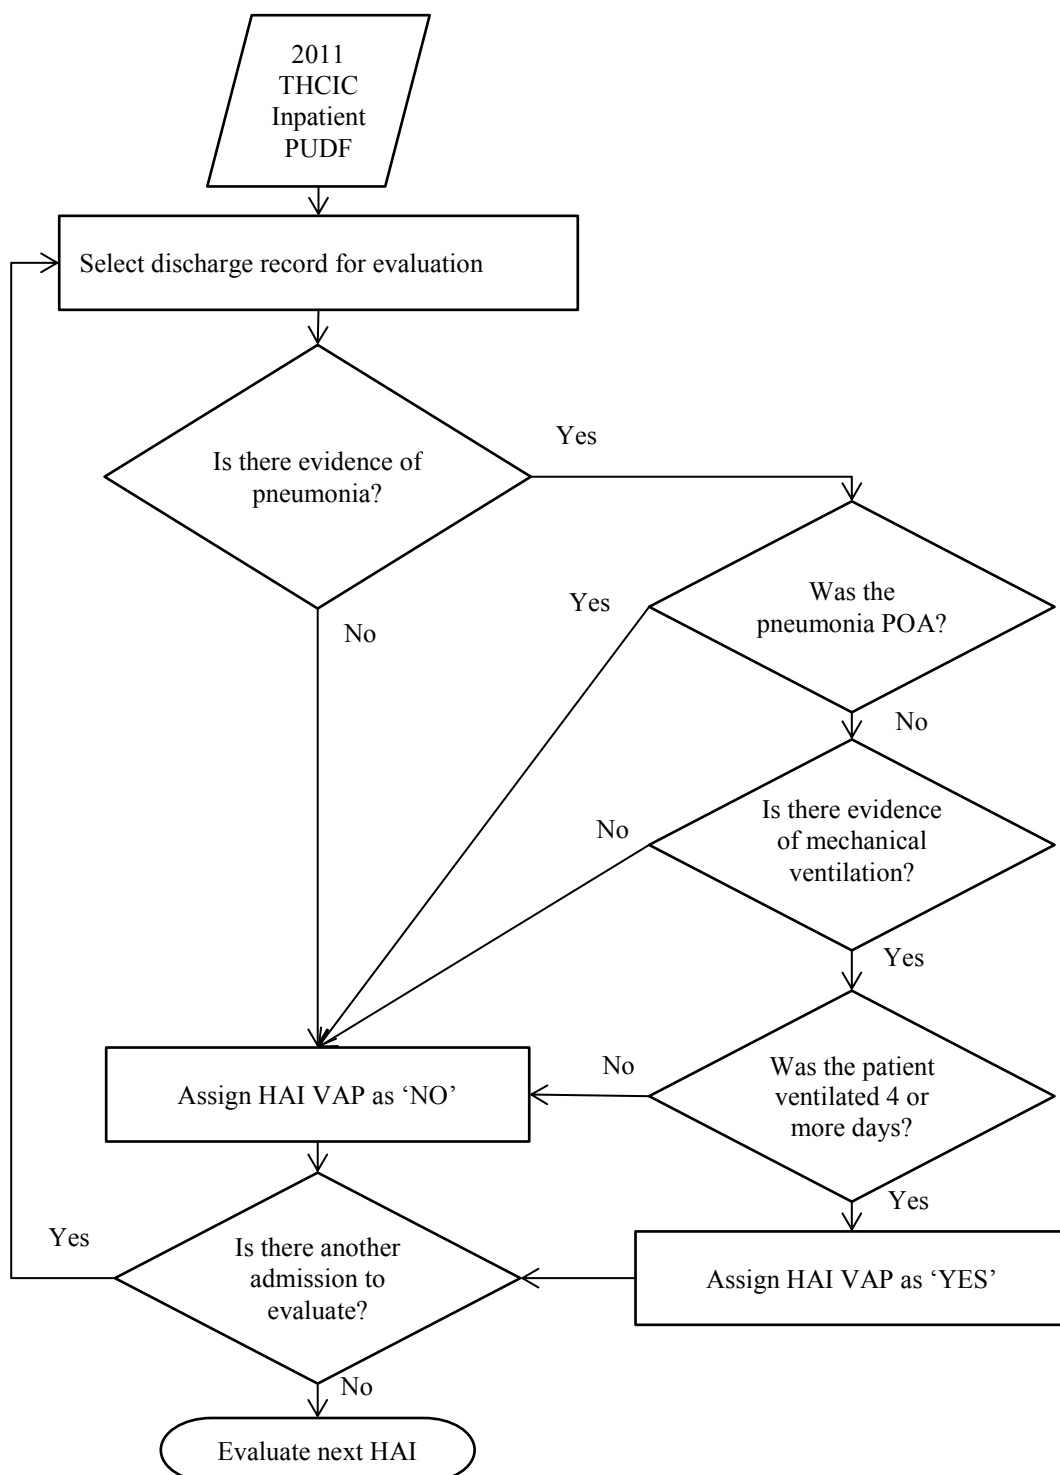 2011
THCIC
Inpatient
PUDF
Select discharge record for evaluation
Is there evidence of
pneumonia?
Yes
No
Was the
pneumonia POA?
Yes
No
Is there evidence
of mechanical
ventilation?
No
Yes
Was the patient
ventilated 4 or
more days?
No
Yes
Assign HAI VAP as ‘NO’
Assign HAI VAP as ‘YES’
Is there another
admission to
evaluate?
Yes
No
Evaluate next HAI